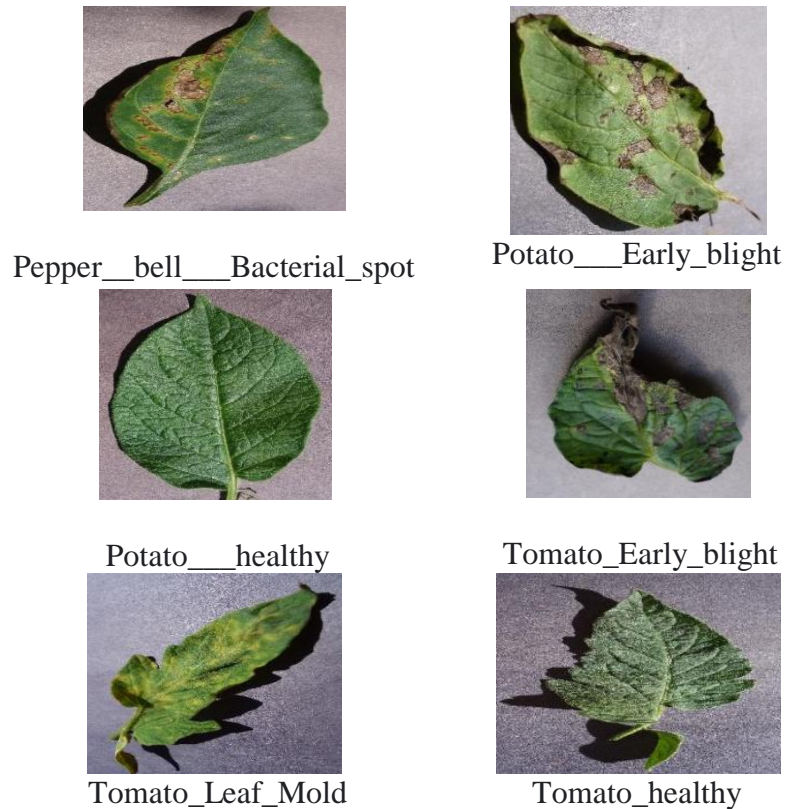 Pepper__bell___Bacterial_spot
Potato___Early_blight
Potato___healthy
Tomato_Early_blight
Tomato_Leaf_Mold
Tomato_healthy